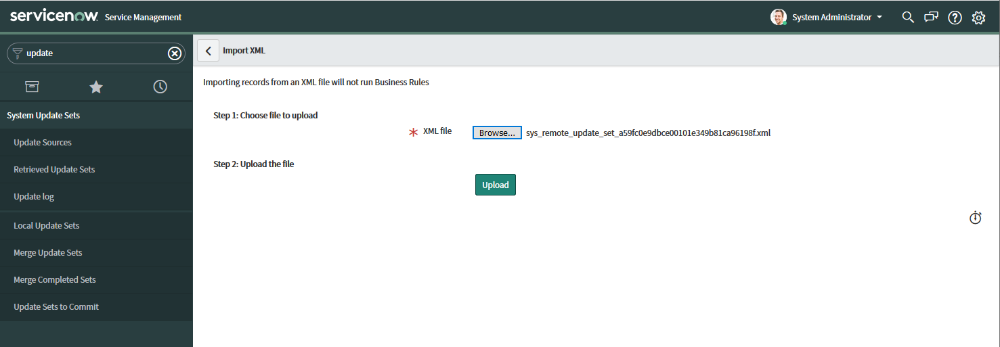 servicenow. Service Management
System Administrator
update
Import XML
Importing records from an XML file will not run Business Rules
System Update Sets
Step 1: Choose file to upload
XML file Browse... sys_remote_update_set_a59fc0e9dbce00101e349b81ca96198f.xml
Update Sources
Step 2: Upload the file
Retrieved Update Sets
Upload
Update log
Local Update Sets
Merge Update Sets
Merge Completed Sets
Update Sets to Commit